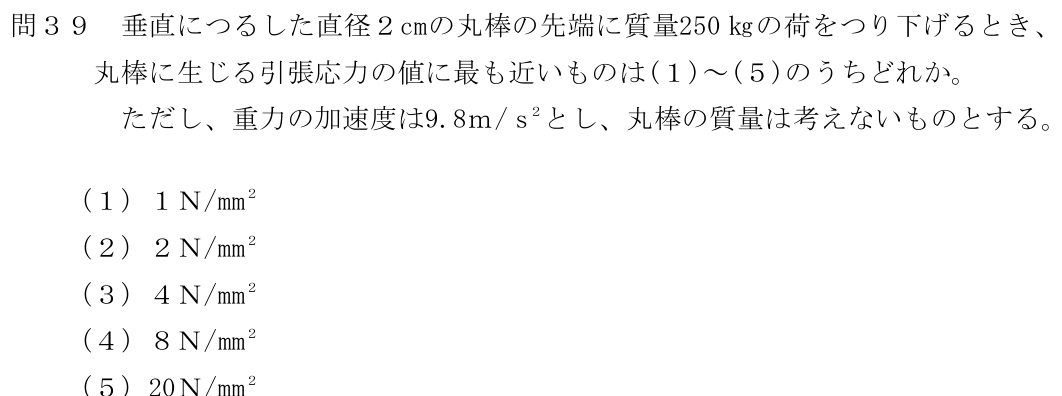 問３９　垂直につるした直径２cmの丸棒の先端に質量250 kgの荷をつり下げるとき、
丸棒に生じる引張応力の値に最も近いものは(１)～(５)のうちどれか。
ただし、重力の加速度は9.8m/ｓ²とし、丸棒の質量は考えないものとする。
(１) １N/mm²
(２) ２N/mm²
(３) ４N/mm²
(４) ８N/mm²
(５) 20N/mm²